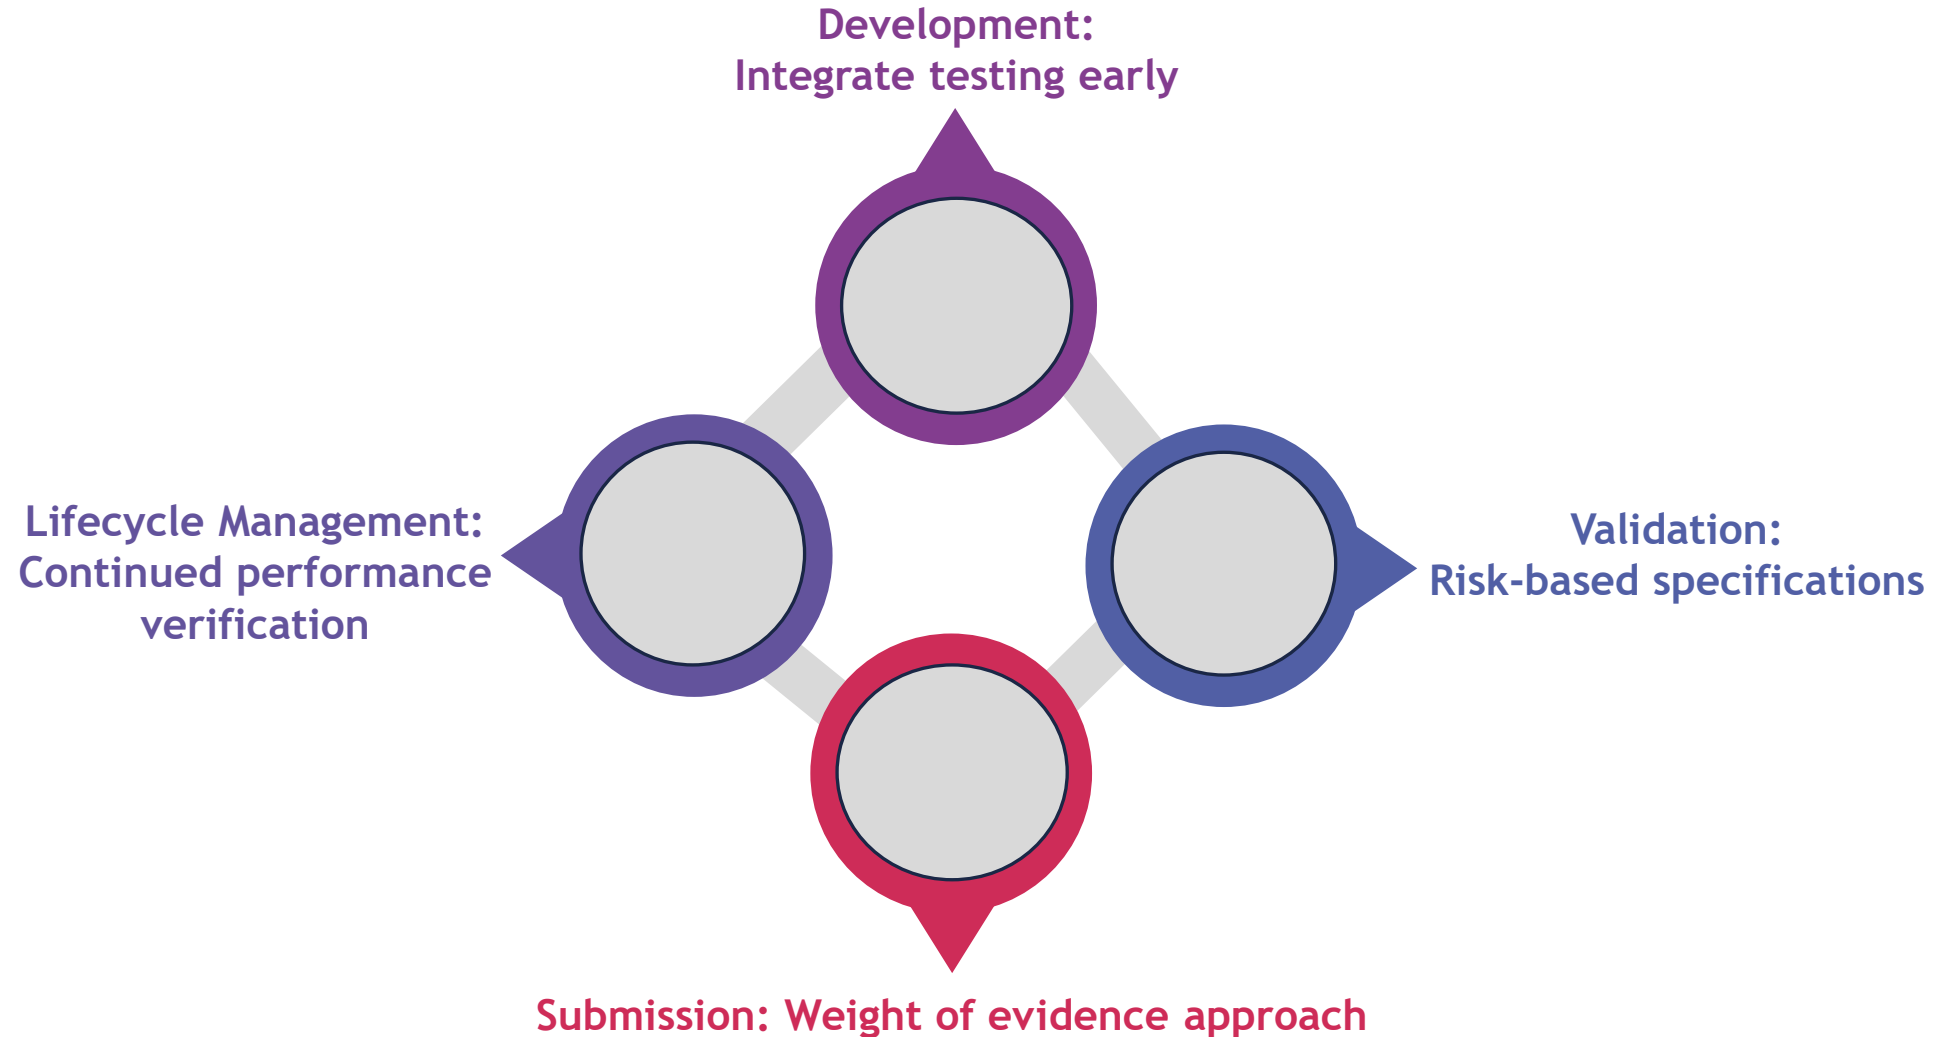 Development:
Integrate testing early
Lifecycle Management:
Continued performance
verification
Validation:
Risk-based specifications
Submission: Weight of evidence approach